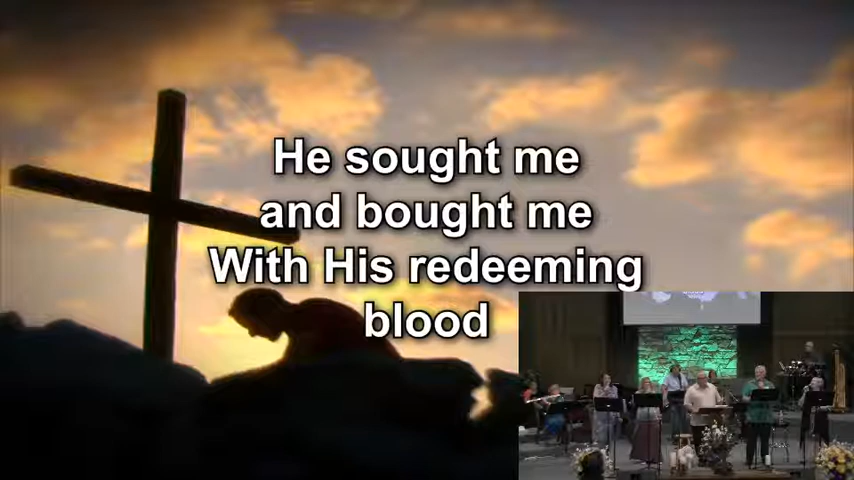 He sought me
and bought me
With His redeeming
blood